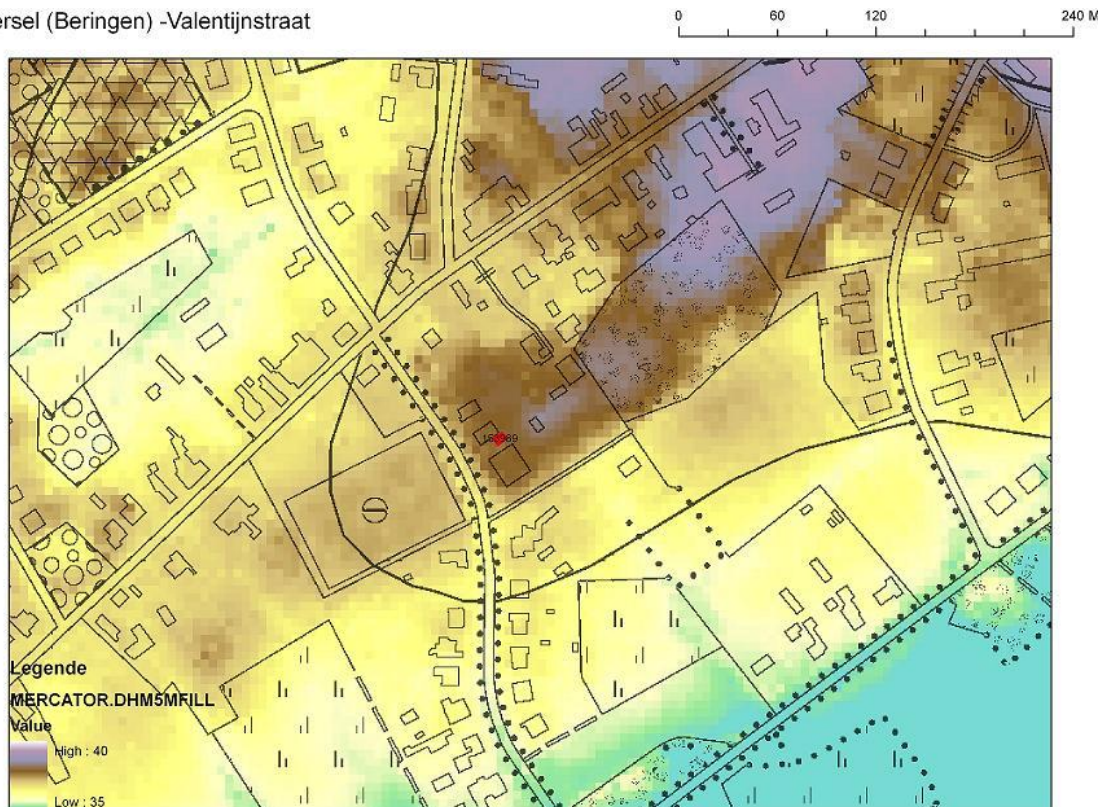 ersel (Beringen) -Valentijnstraat
0 60 120 240 M
Legende
MERCATOR.DHM5MFILL
Value
High : 40
Low : 35